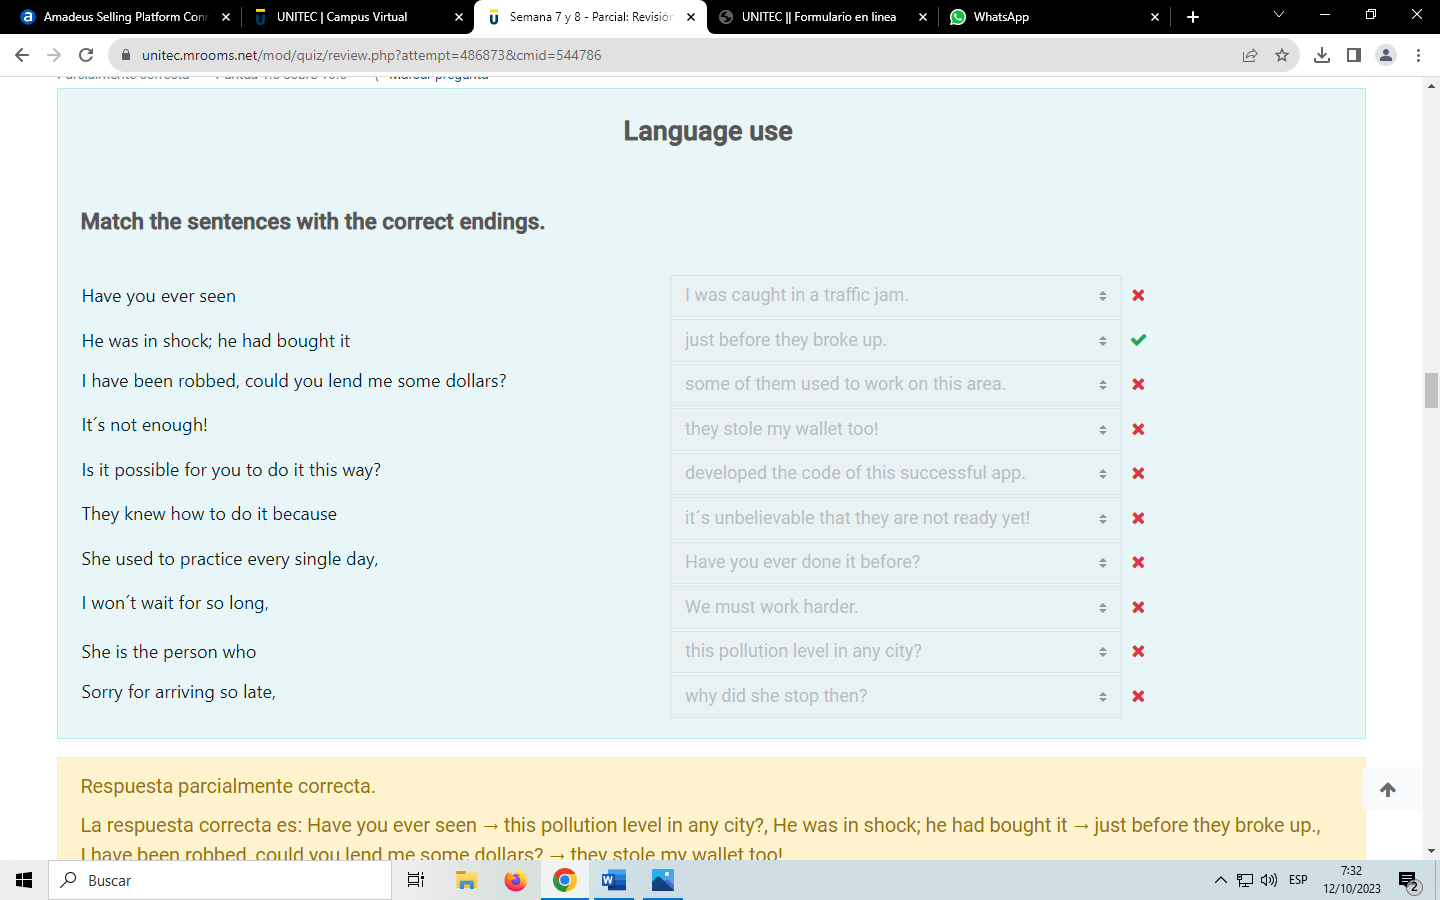 Amadeus Selling Platform Con
UNITEC | Campus Virtual
Semana 7 y 8 - Parcial: Revisión
UNITEC || Formulario en linea
WhatsApp
unitec.mrooms.net/mod/quiz/review.php?attempt=486873&cmid=544786
Language use
Match the sentences with the correct endings.
Have you ever seen
I was caught in a traffic jam.
He was in shock; he had bought it
just before they broke up.
I have been robbed, could you lend me some dollars?
some of them used to work on this area.
It´s not enough!
they stole my wallet too!
Is it possible for you to do it this way?
developed the code of this successful app.
They knew how to do it because
it´s unbelievable that they are not ready yet!
She used to practice every single day,
Have you ever done it before?
I won´t wait for so long,
We must work harder.
She is the person who
this pollution level in any city?
Sorry for arriving so late,
why did she stop then?
Respuesta parcialmente correcta.
La respuesta correcta es: Have you ever seen → this pollution level in any city?, He was in shock; he had bought it → just before they broke up.,
I have been robbed, could you lend me some dollars? → they stole my wallet too!
Buscar
ESP
7:32
12/10/2023
2